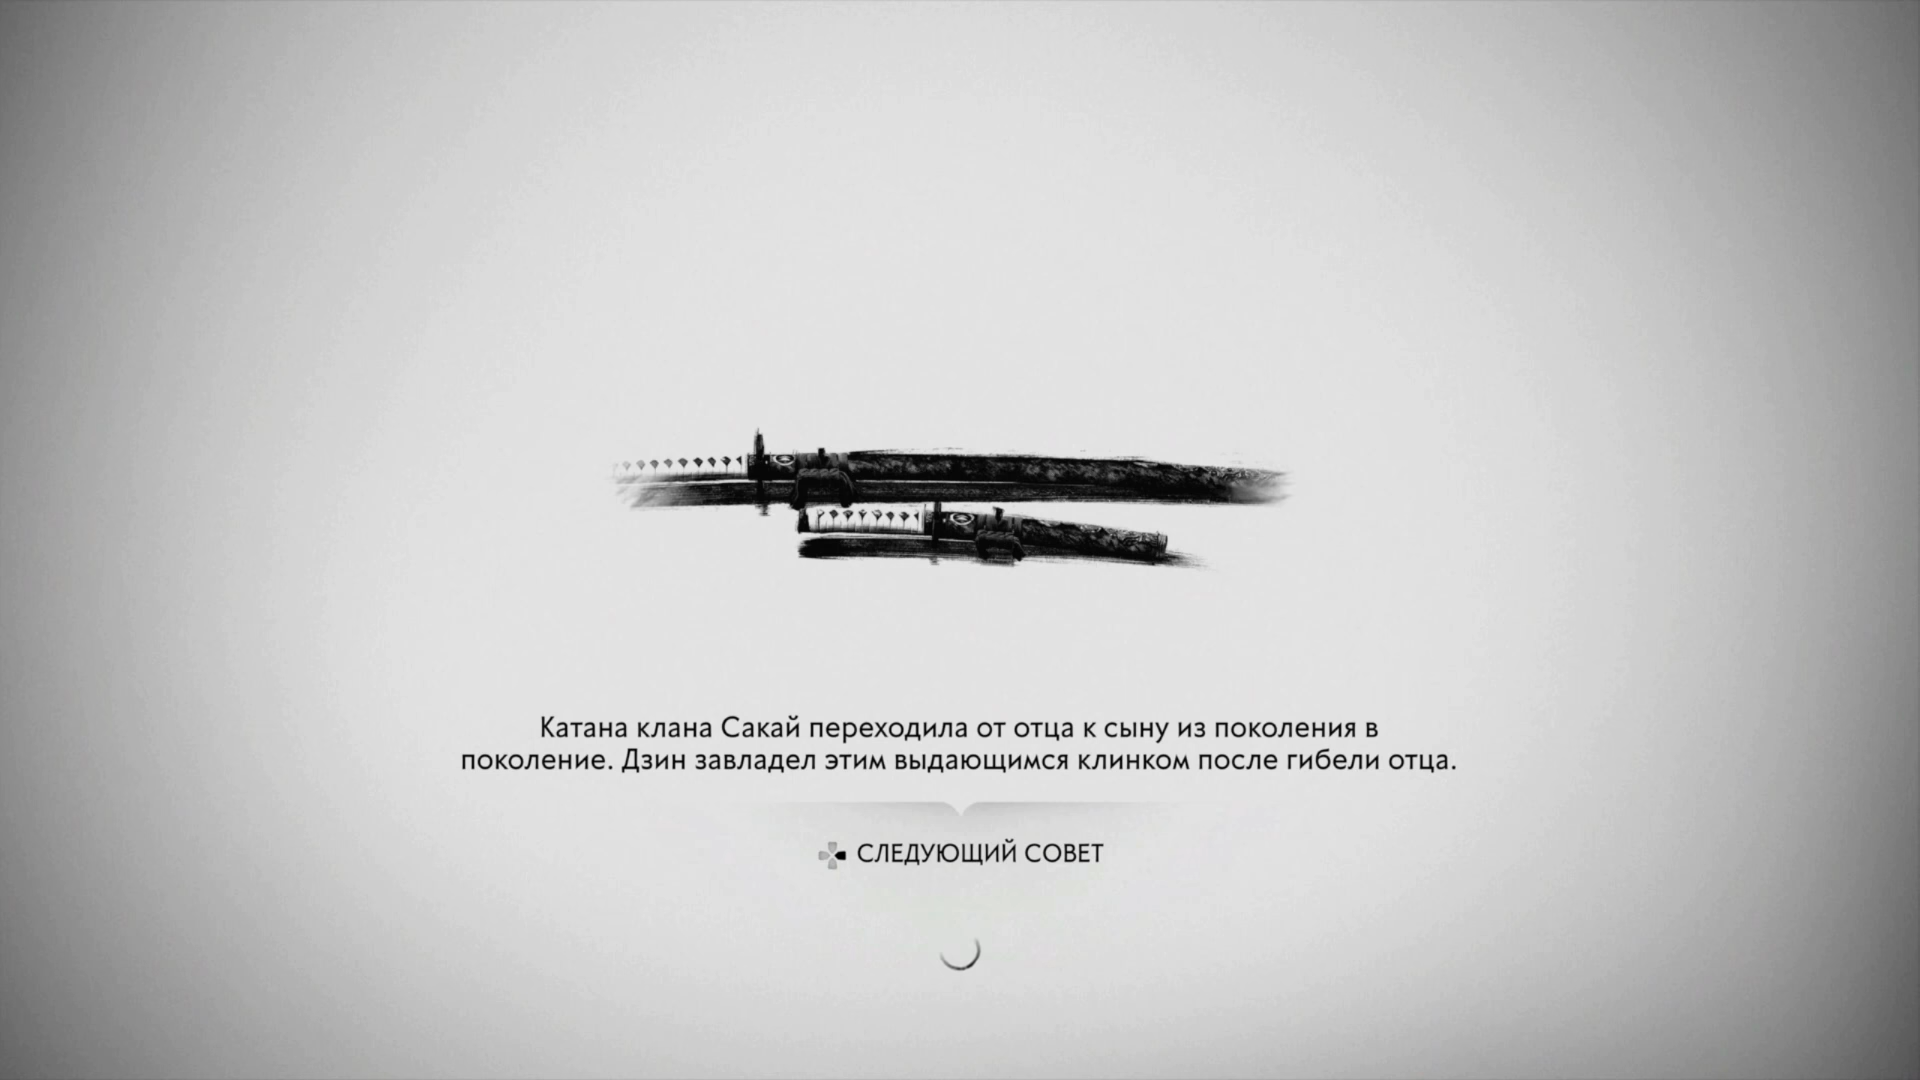 Катана клана Сакай переходила от отца к сыну из поколения в
поколение. Дзин завладел этим выдающимся клинком после гибели отца.
СЛЕДУЮЩИЙ СОВЕТ